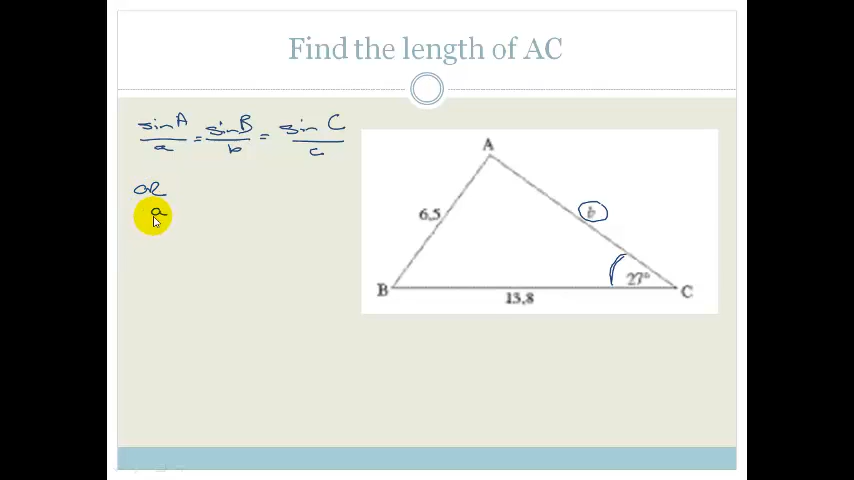 Find the length of AC
sin A / a = sin B / b = sin C / c
OR
a
A
6,5
b
27°
B
C
13,8